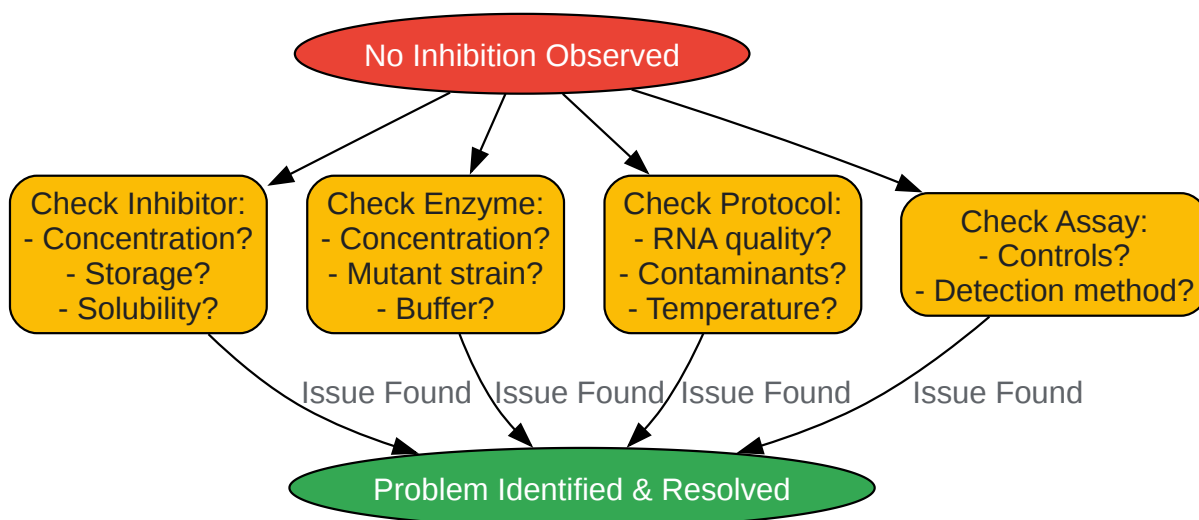 No Inhibition Observed
Check Inhibitor:
- Concentration?
- Storage?
- Solubility?
Check Enzyme:
- Concentration?
- Mutant strain?
- Buffer?
Check Protocol:
- RNA quality?
- Contaminants?
- Temperature?
Check Assay:
- Controls?
- Detection method?
Issue Found
Issue Found
Issue Found
Issue Found
Problem Identified & Resolved